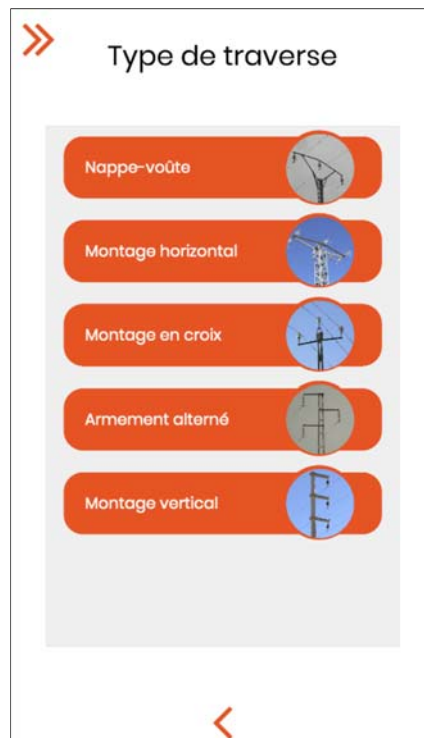 Type de traverse
Nappe-voûte
Montage horizontal
Montage en croix
Armement alterné
Montage vertical